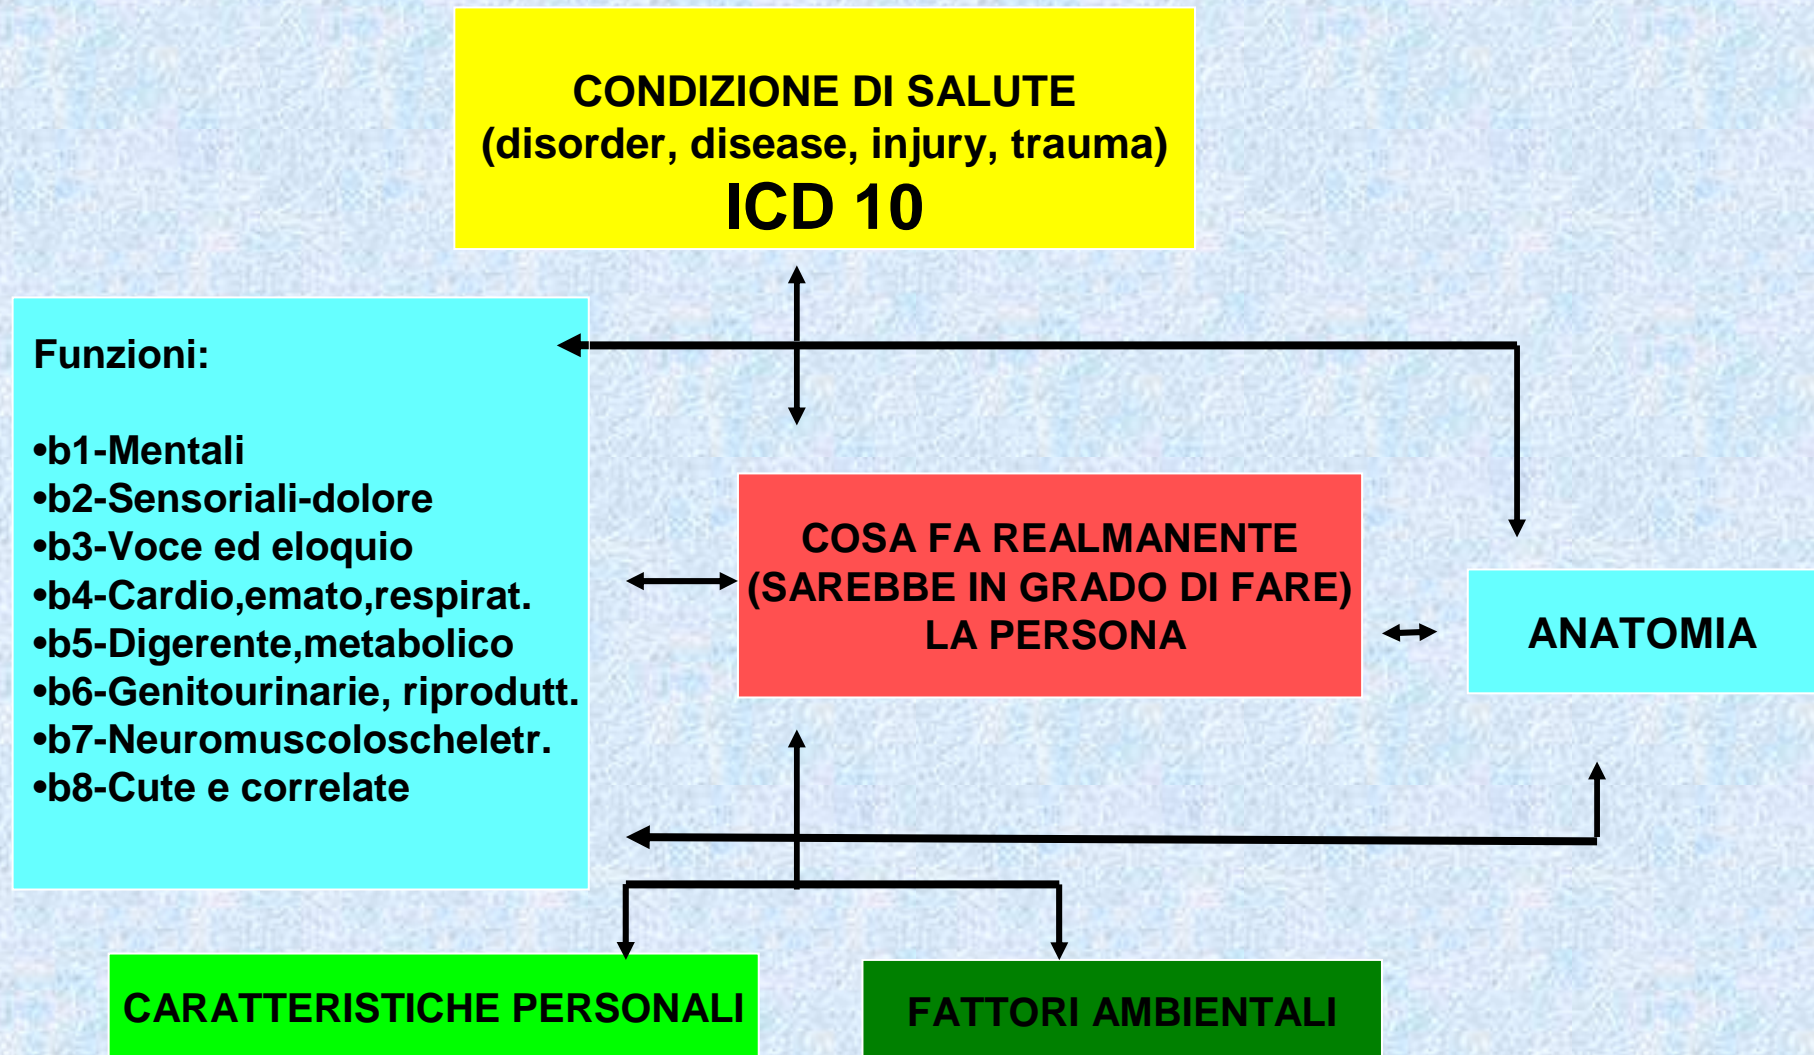 CONDIZIONE DI SALUTE
(disorder, disease, injury, trauma)
ICD 10
Funzioni:
•b1-Mentali
•b2-Sensoriali-dolore
•b3-Voce ed eloquio
•b4-Cardio,emato,respirat.
•b5-Digerente,metabolico
•b6-Genitourinarie, riprodutt.
•b7-Neuromuscoloscheletr.
•b8-Cute e correlate
COSA FA REALMANENTE
(SAREBBE IN GRADO DI FARE)
LA PERSONA
ANATOMIA
CARATTERISTICHE PERSONALI
FATTORI AMBIENTALI